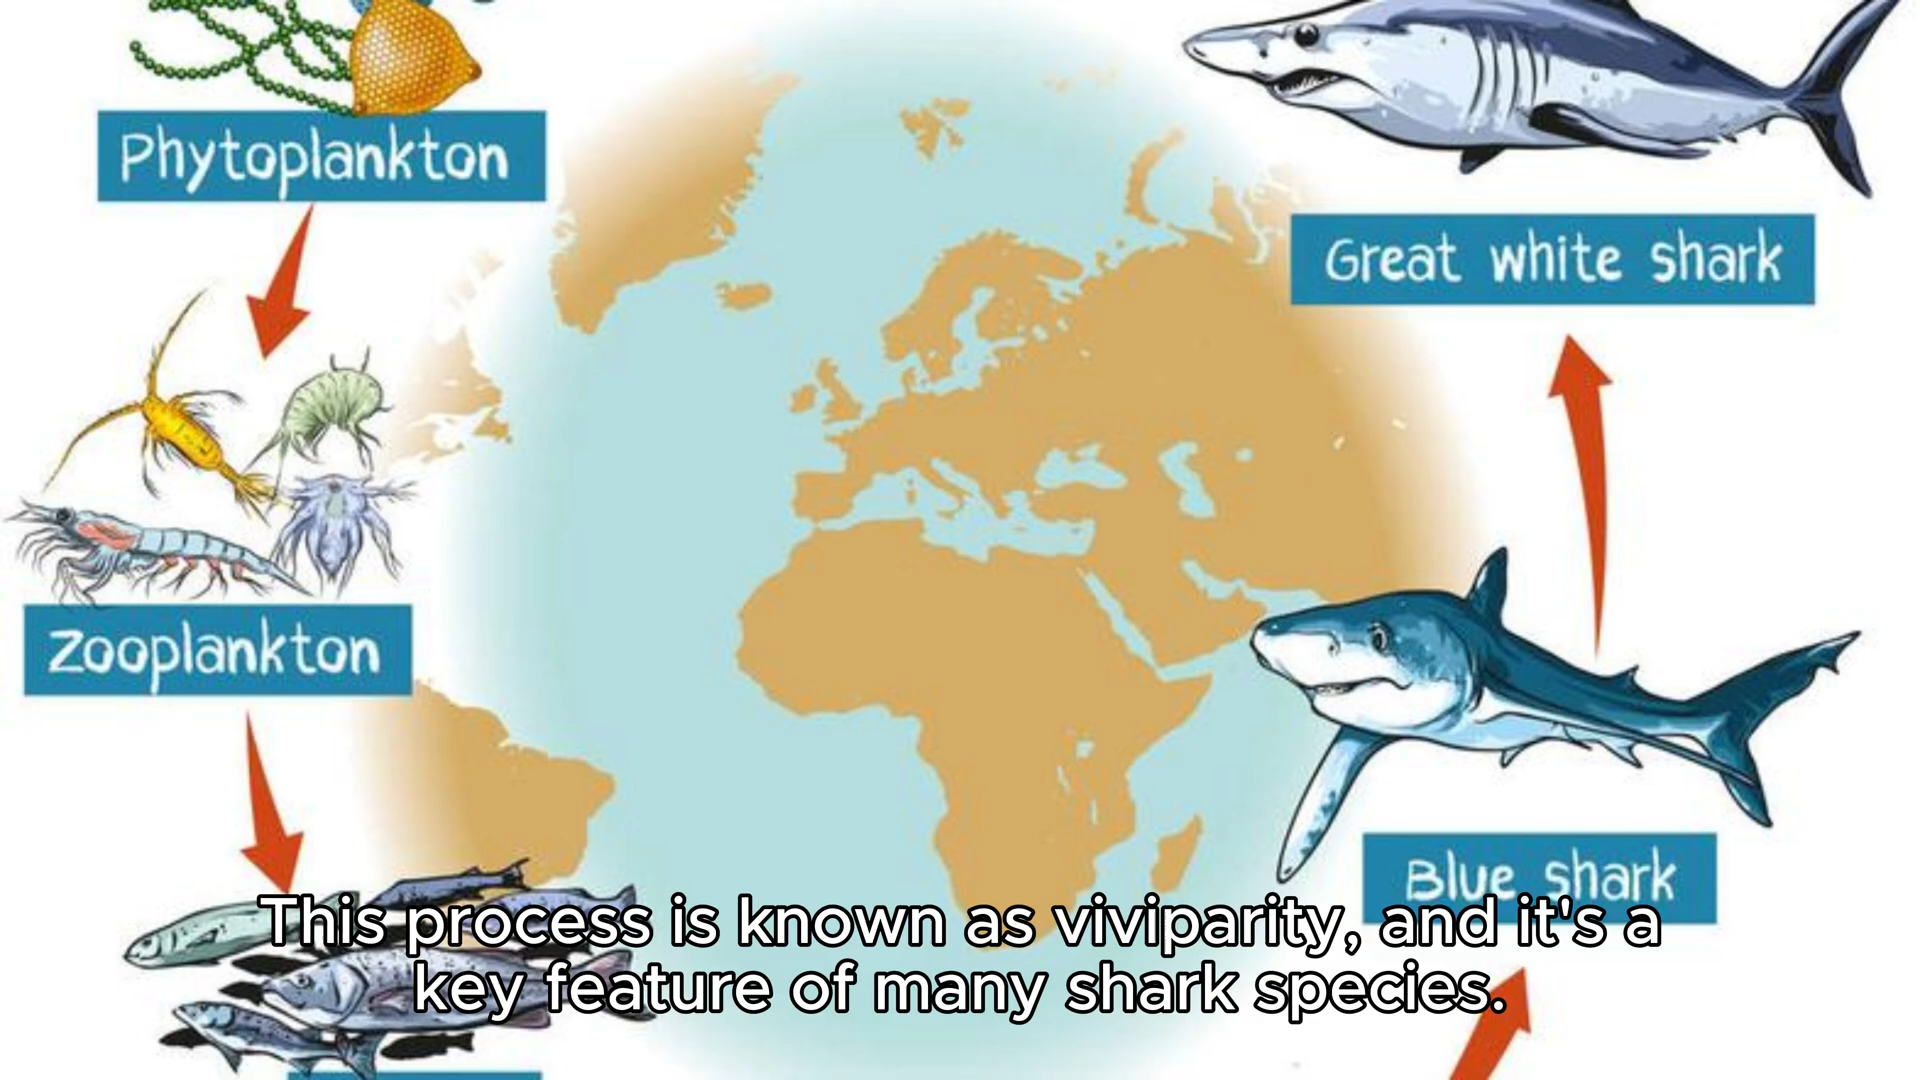 Phytoplankton
Great white shark
Zooplankton
Blue shark
This process is known as viviparity, and it's a
key feature of many shark species.